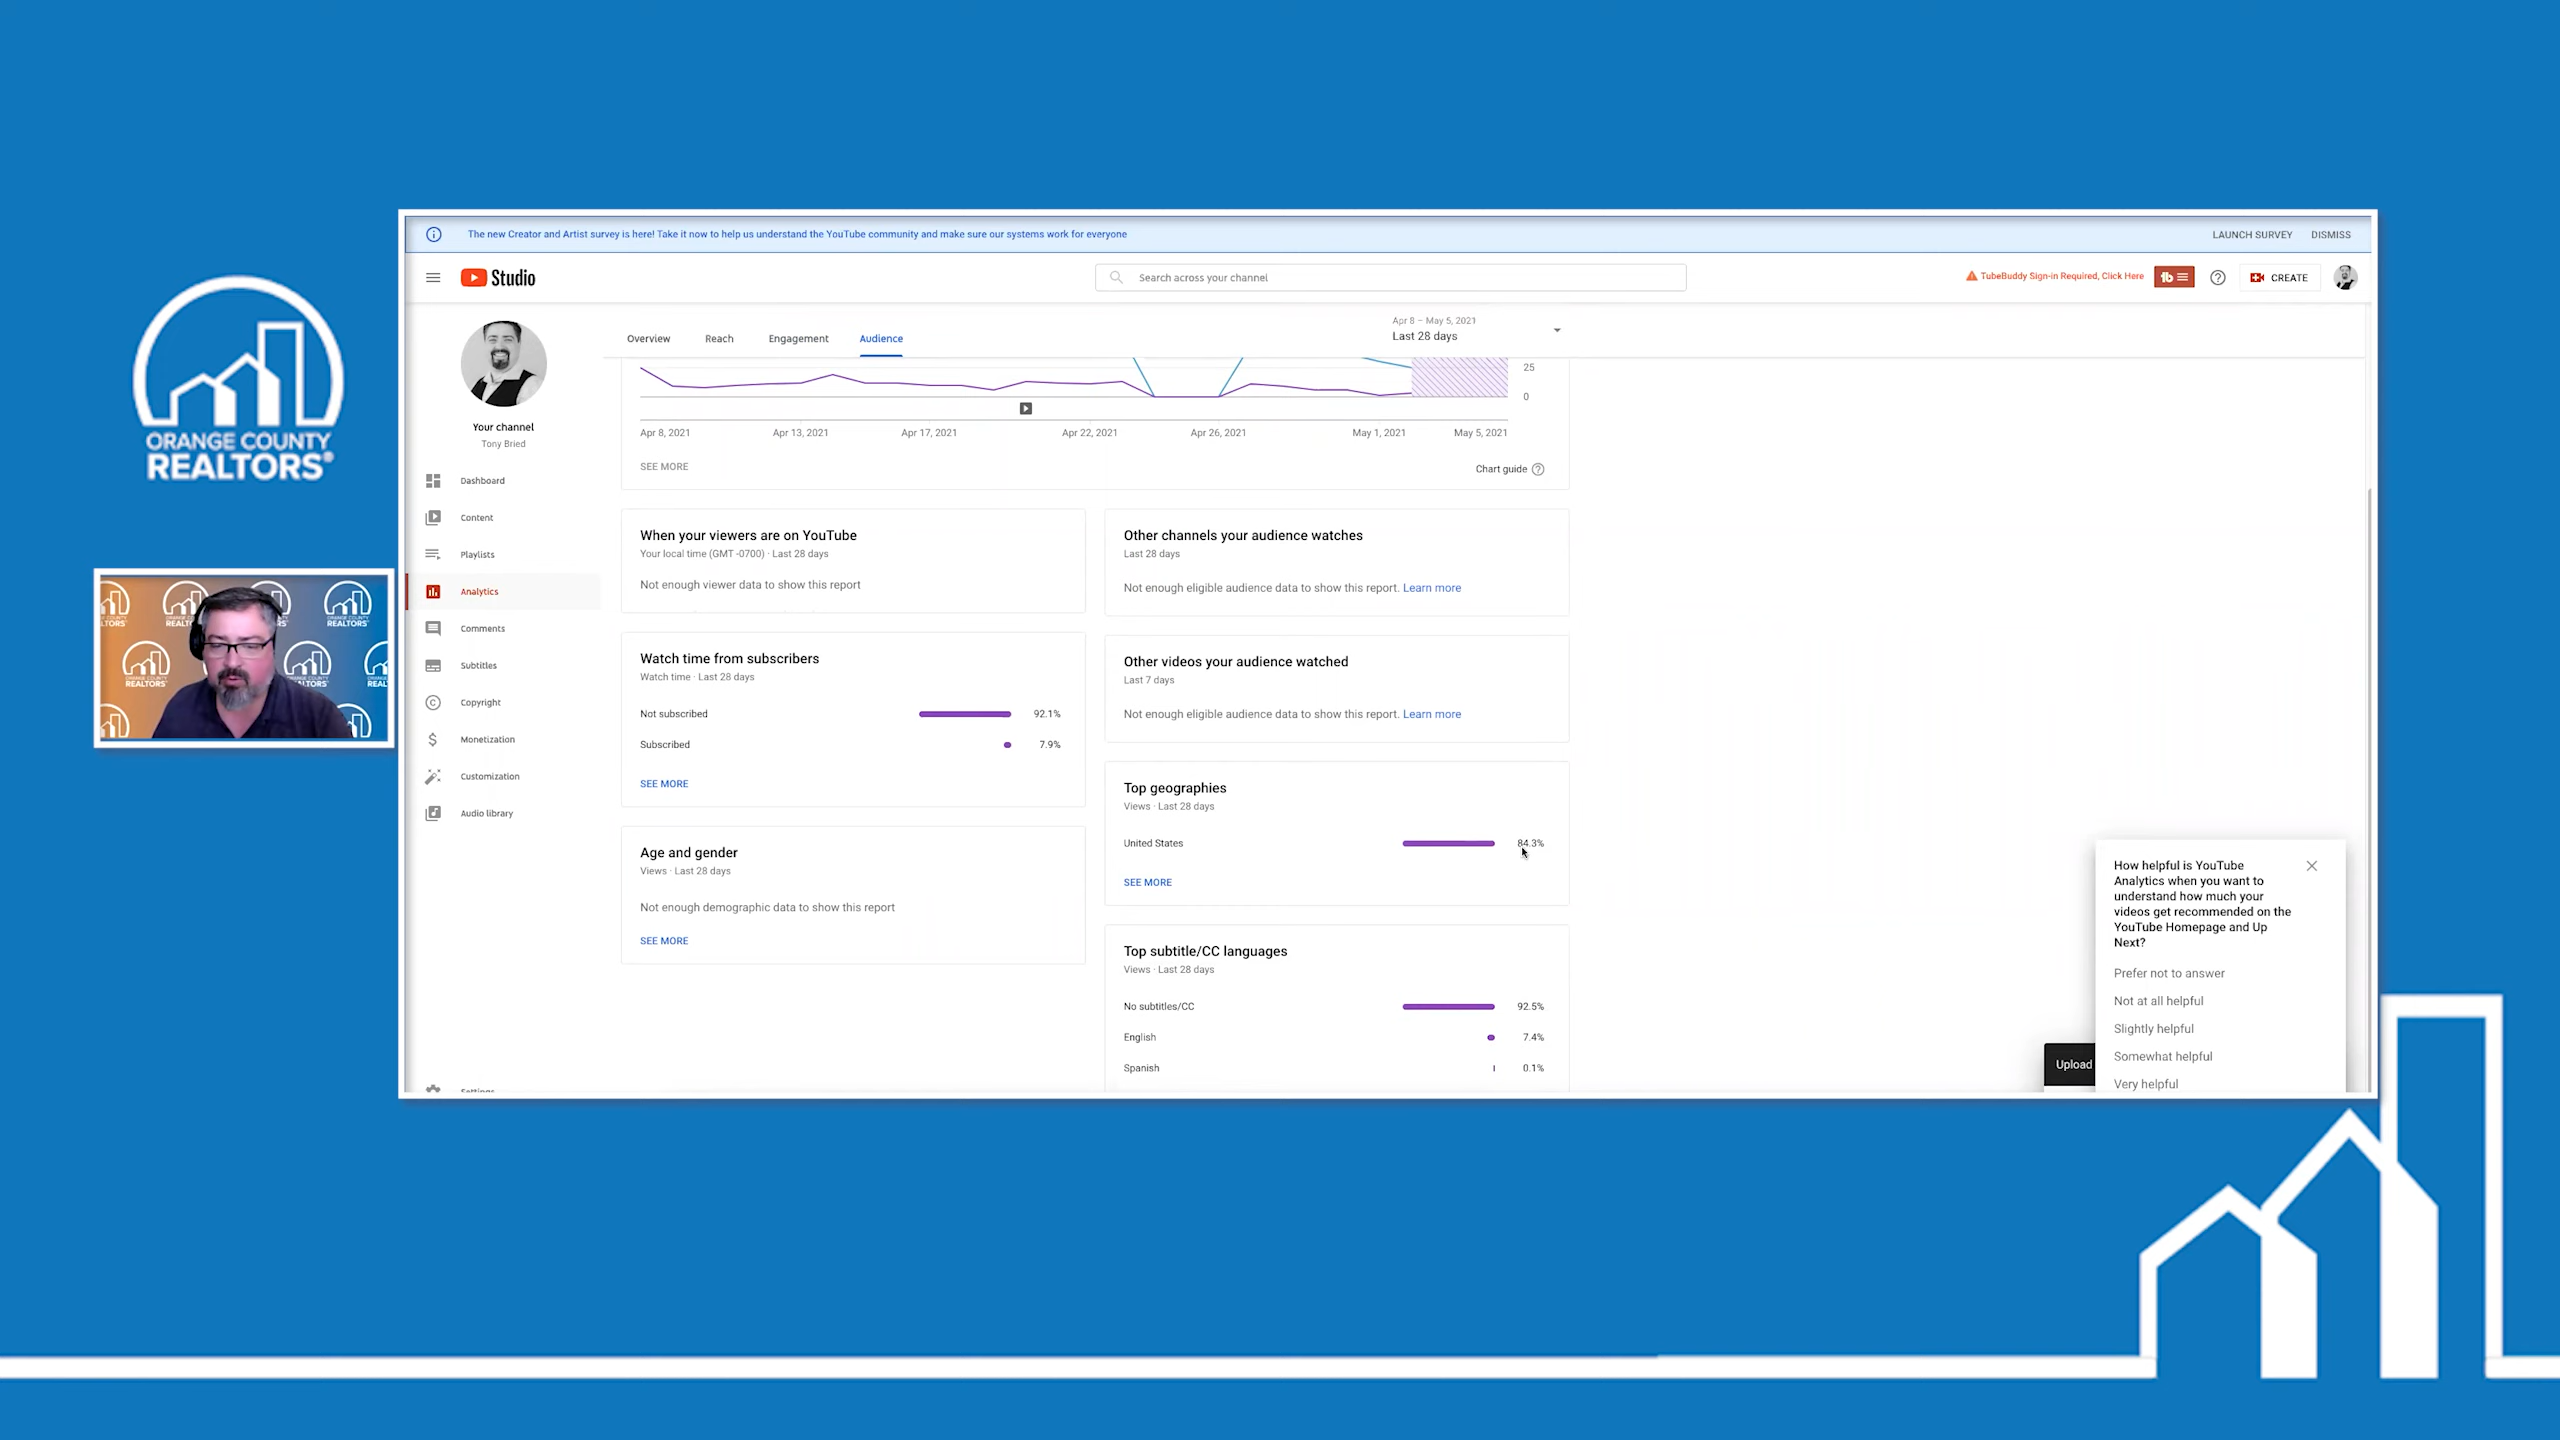 The new Creator and Artist survey is here! Take it now to help us understand the YouTube community and make sure our systems work for everyone
LAUNCH SURVEY
DISMISS
Studio
Search across your channel
TubeBuddy Sign-in Required, Click Here
tb
CREATE
ORANGE COUNTY
REALTORS®
Your channel
Tony Bried
Dashboard
Content
Playlists
Analytics
Comments
Subtitles
Copyright
Monetization
Customization
Audio library
Settings
Overview
Reach
Engagement
Audience
Apr 8 – May 5, 2021
Last 28 days
25
0
Apr 8, 2021
Apr 13, 2021
Apr 17, 2021
Apr 22, 2021
Apr 26, 2021
May 1, 2021
May 5, 2021
SEE MORE
Chart guide
When your viewers are on YouTube
Your local time (GMT -0700) · Last 28 days
Not enough viewer data to show this report
Watch time from subscribers
Watch time · Last 28 days
Not subscribed 92.1%
Subscribed 7.9%
SEE MORE
Age and gender
Views · Last 28 days
Not enough demographic data to show this report
SEE MORE
Other channels your audience watches
Last 28 days
Not enough eligible audience data to show this report. Learn more
Other videos your audience watched
Last 7 days
Not enough eligible audience data to show this report. Learn more
Top geographies
Views · Last 28 days
United States 84.3%
SEE MORE
Top subtitle/CC languages
Views · Last 28 days
No subtitles/CC 92.5%
English 7.4%
Spanish 0.1%
Upload
How helpful is YouTube
Analytics when you want to
understand how much your
videos get recommended on the
YouTube Homepage and Up
Next?
Prefer not to answer
Not at all helpful
Slightly helpful
Somewhat helpful
Very helpful